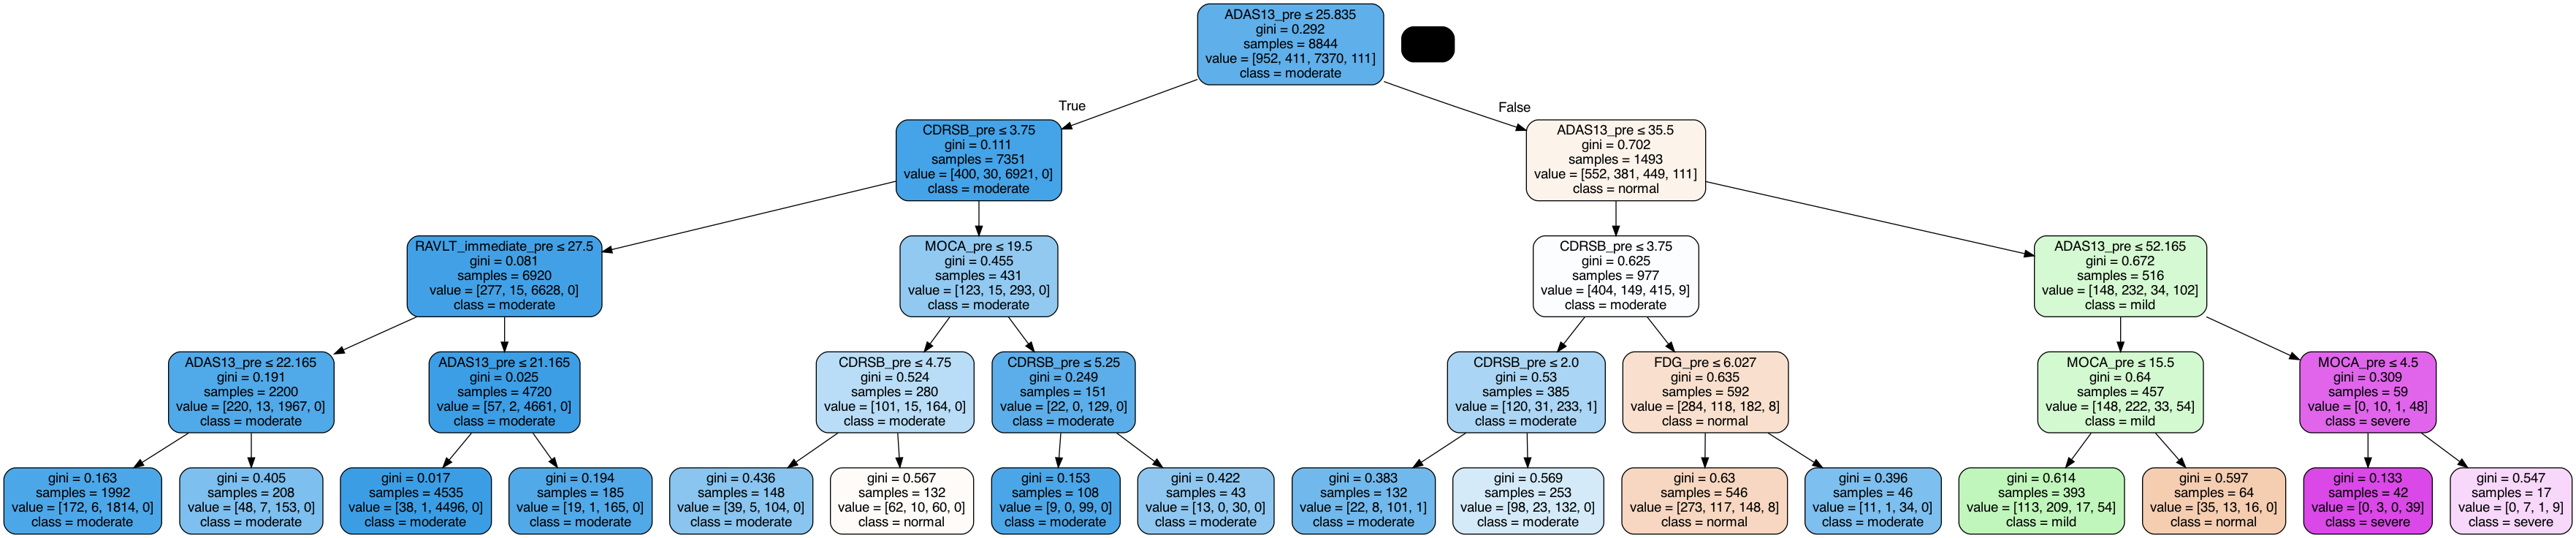 ADAS13_pre ≤ 25.835
gini = 0.292
samples = 8844
value = [952, 411, 7370, 111]
class = moderate
True
False
CDRSB_pre ≤ 3.75
gini = 0.111
samples = 7351
value = [400, 30, 6921, 0]
class = moderate
ADAS13_pre ≤ 35.5
gini = 0.702
samples = 1493
value = [552, 381, 449, 111]
class = normal
RAVLT_immediate_pre ≤ 27.5
gini = 0.081
samples = 6920
value = [277, 15, 6628, 0]
class = moderate
MOCA_pre ≤ 19.5
gini = 0.455
samples = 431
value = [123, 15, 293, 0]
class = moderate
CDRSB_pre ≤ 3.75
gini = 0.625
samples = 977
value = [404, 149, 415, 9]
class = moderate
ADAS13_pre ≤ 52.165
gini = 0.672
samples = 516
value = [148, 232, 34, 102]
class = mild
ADAS13_pre ≤ 22.165
gini = 0.191
samples = 2200
value = [220, 13, 1967, 0]
class = moderate
ADAS13_pre ≤ 21.165
gini = 0.025
samples = 4720
value = [57, 2, 4661, 0]
class = moderate
CDRSB_pre ≤ 4.75
gini = 0.524
samples = 280
value = [101, 15, 164, 0]
class = moderate
CDRSB_pre ≤ 5.25
gini = 0.249
samples = 151
value = [22, 0, 129, 0]
class = moderate
CDRSB_pre ≤ 2.0
gini = 0.53
samples = 385
value = [120, 31, 233, 1]
class = moderate
FDG_pre ≤ 6.027
gini = 0.635
samples = 592
value = [284, 118, 182, 8]
class = normal
MOCA_pre ≤ 15.5
gini = 0.64
samples = 457
value = [148, 222, 33, 54]
class = mild
MOCA_pre ≤ 4.5
gini = 0.309
samples = 59
value = [0, 10, 1, 48]
class = severe
gini = 0.163
samples = 1992
value = [172, 6, 1814, 0]
class = moderate
gini = 0.405
samples = 208
value = [48, 7, 153, 0]
class = moderate
gini = 0.017
samples = 4535
value = [38, 1, 4496, 0]
class = moderate
gini = 0.194
samples = 185
value = [19, 1, 165, 0]
class = moderate
gini = 0.436
samples = 148
value = [39, 5, 104, 0]
class = moderate
gini = 0.567
samples = 132
value = [62, 10, 60, 0]
class = normal
gini = 0.153
samples = 108
value = [9, 0, 99, 0]
class = moderate
gini = 0.422
samples = 43
value = [13, 0, 30, 0]
class = moderate
gini = 0.383
samples = 132
value = [22, 8, 101, 1]
class = moderate
gini = 0.569
samples = 253
value = [98, 23, 132, 0]
class = moderate
gini = 0.63
samples = 546
value = [273, 117, 148, 8]
class = normal
gini = 0.396
samples = 46
value = [11, 1, 34, 0]
class = moderate
gini = 0.614
samples = 393
value = [113, 209, 17, 54]
class = mild
gini = 0.597
samples = 64
value = [35, 13, 16, 0]
class = normal
gini = 0.133
samples = 42
value = [0, 3, 0, 39]
class = severe
gini = 0.547
samples = 17
value = [0, 7, 1, 9]
class = severe